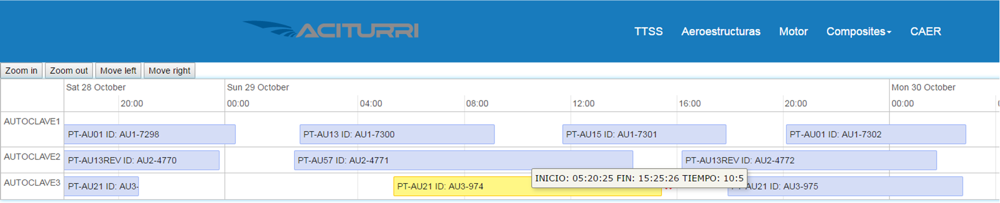 ACITURRI
TTSS Aeroestructuras Motor Composites CAER
Zoom in Zoom out Move left Move right
Sat 28 October Sun 29 October Mon 30 October
20:00 00:00 04:00 08:00 12:00 16:00 20:00 00:00
AUTOCLAVE1
PT-AU01 ID: AU1-7298 PT-AU13 ID: AU1-7300 PT-AU15 ID: AU1-7301 PT-AU01 ID: AU1-7302
AUTOCLAVE2
PT-AU13REV ID: AU2-4770 PT-AU57 ID: AU2-4771 PT-AU13REV ID: AU2-4772
INICIO: 05:20:25 FIN: 15:25:26 TIEMPO: 10:5
AUTOCLAVE3
PT-AU21 ID: AU3- PT-AU21 ID: AU3-974 PT-AU21 ID: AU3-975